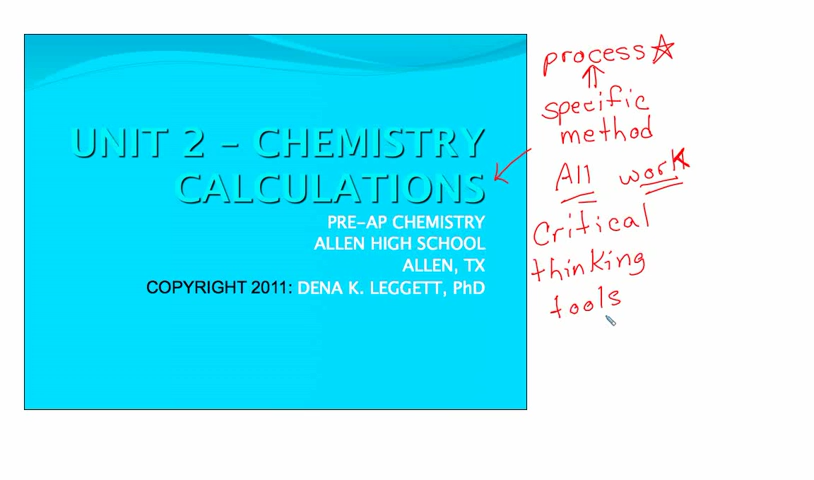 UNIT 2 - CHEMISTRY
CALCULATIONS
PRE-AP CHEMISTRY
ALLEN HIGH SCHOOL
ALLEN, TX
COPYRIGHT 2011: DENA K. LEGGETT, PhD
process
specific
method
All work
Critical
thinking
tools